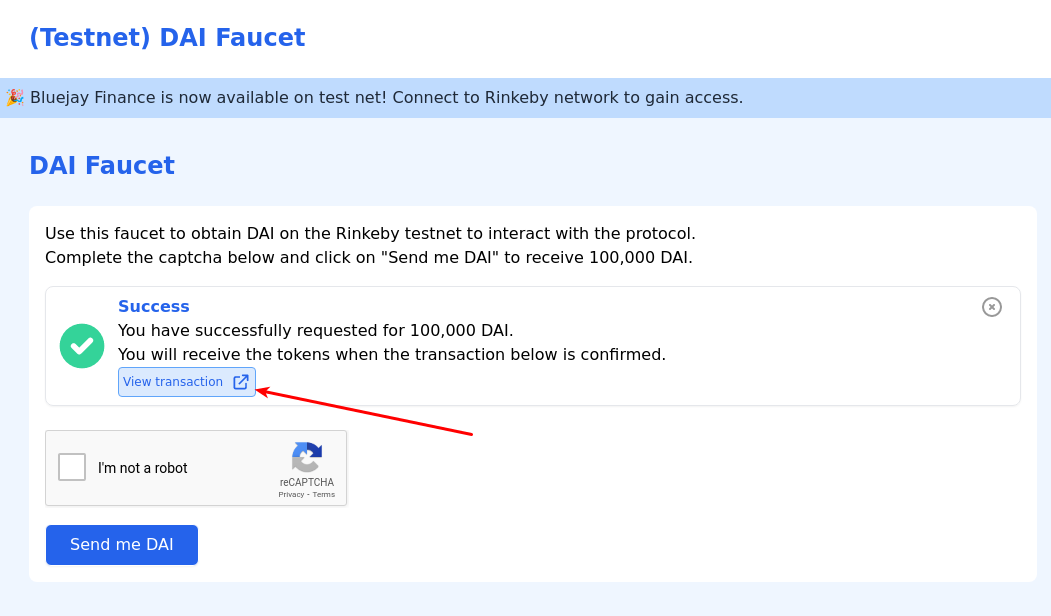 (Testnet) DAI Faucet
🎉 Bluejay Finance is now available on test net! Connect to Rinkeby network to gain access.
DAI Faucet
Use this faucet to obtain DAI on the Rinkeby testnet to interact with the protocol.
Complete the captcha below and click on "Send me DAI" to receive 100,000 DAI.
Success
You have successfully requested for 100,000 DAI.
You will receive the tokens when the transaction below is confirmed.
View transaction
I'm not a robot
reCAPTCHA
Privacy - Terms
Send me DAI